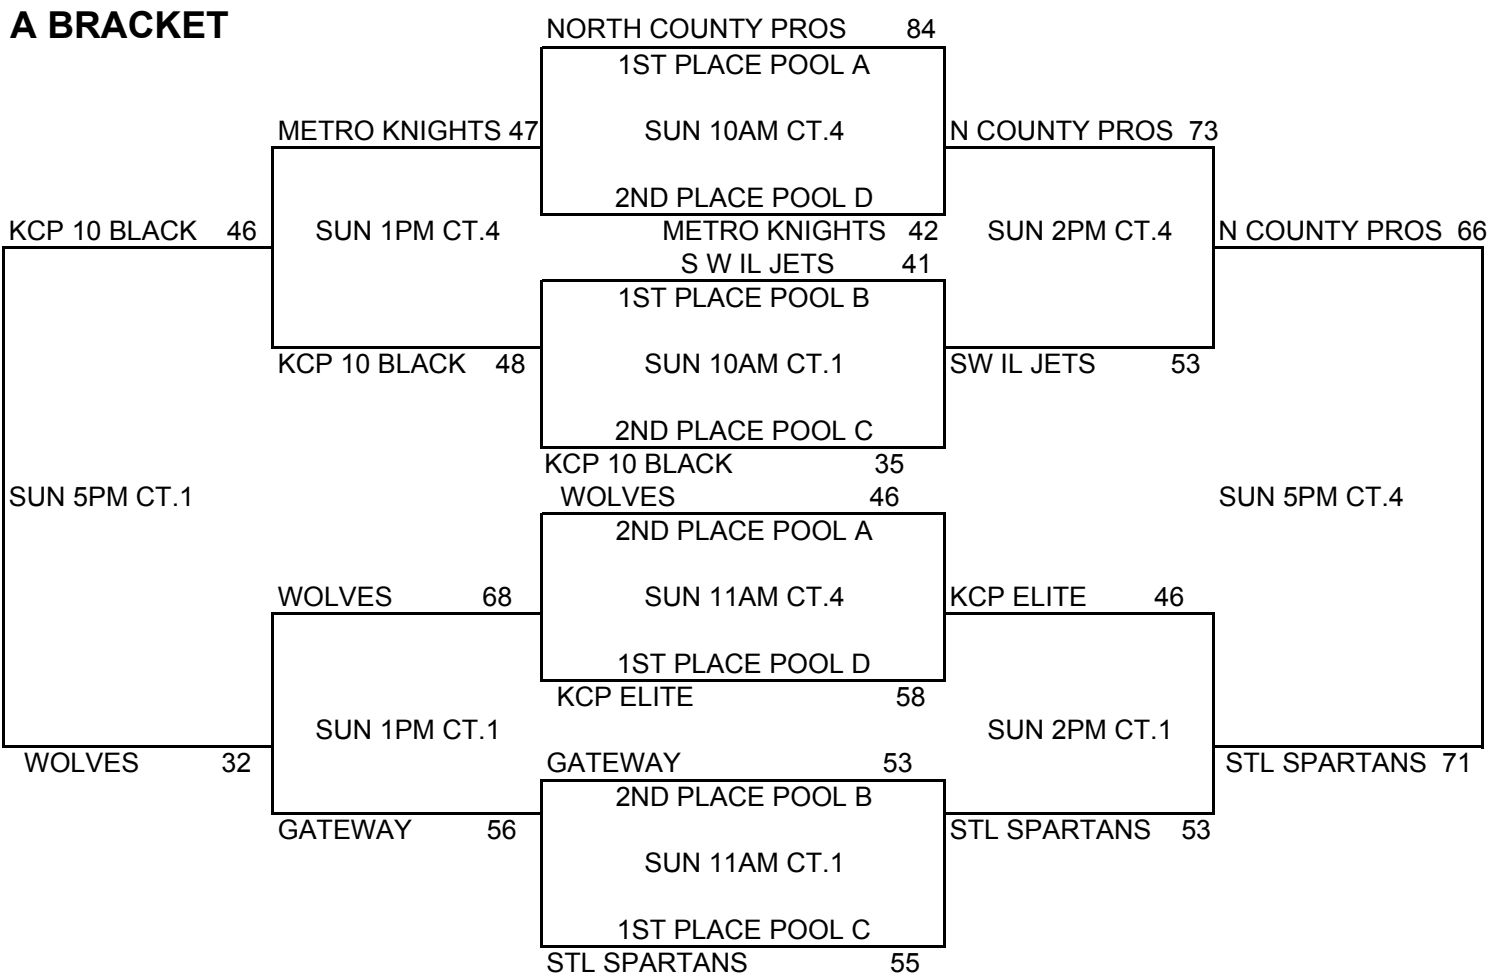 A BRACKET
NORTH COUNTY PROS 84
1ST PLACE POOL A
METRO KNIGHTS 47
SUN 10AM CT.4
N COUNTY PROS 73
2ND PLACE POOL D
KCP 10 BLACK 46
SUN 1PM CT.4
METRO KNIGHTS 42
SUN 2PM CT.4
N COUNTY PROS 66
S W IL JETS 41
1ST PLACE POOL B
KCP 10 BLACK 48
SUN 10AM CT.1
SW IL JETS 53
2ND PLACE POOL C
KCP 10 BLACK 35
SUN 5PM CT.1
WOLVES 46
SUN 5PM CT.4
2ND PLACE POOL A
WOLVES 68
SUN 11AM CT.4
KCP ELITE 46
1ST PLACE POOL D
KCP ELITE 58
SUN 1PM CT.1
SUN 2PM CT.1
WOLVES 32
GATEWAY 53
STL SPARTANS 71
2ND PLACE POOL B
GATEWAY 56
STL SPARTANS 53
SUN 11AM CT.1
1ST PLACE POOL C
STL SPARTANS 55